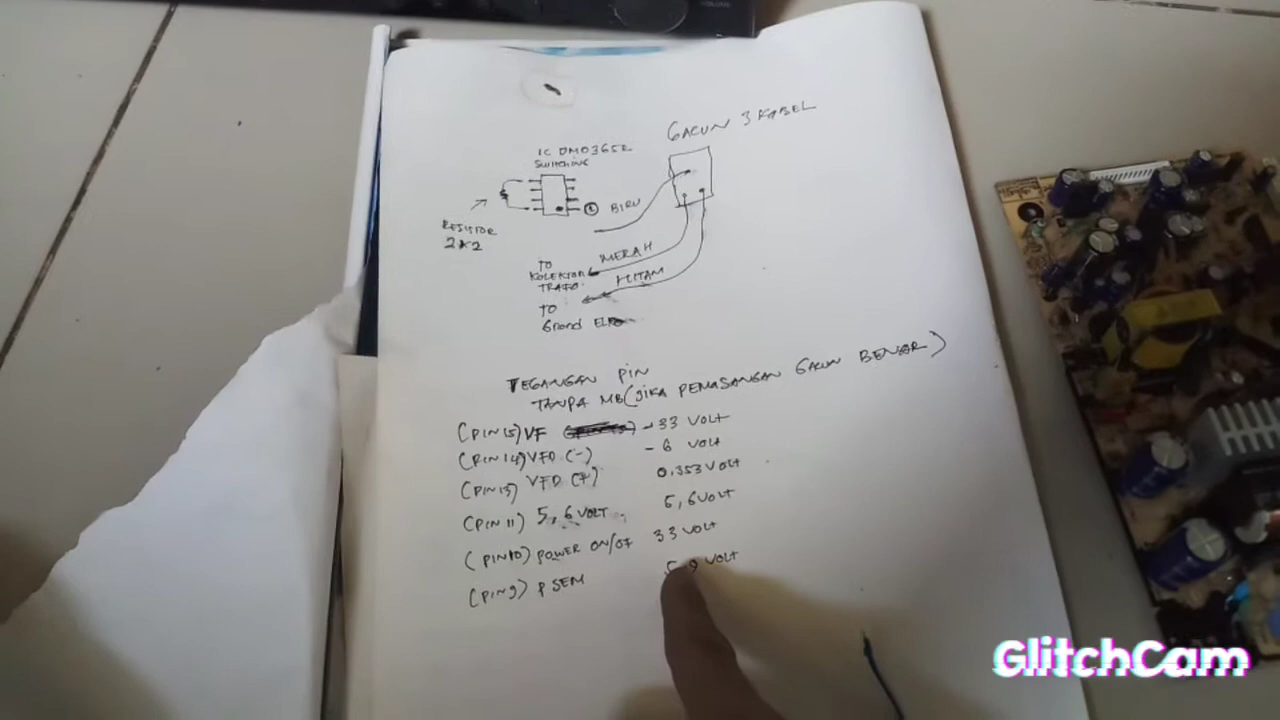 GACUN 3 KABEL
IC DM0365R
SWITCHING
BIRU
RESISTOR
2K2
MERAH
TO
KOLEKTOR
TRAFO
HITAM
TO
Grond ELCO
TEGANGAN PIN
TANPA MB (JIKA PEMASANGAN GACUN BENAR)
(PIN 15) VF - 33 VOLT
(PIN 14) VFD (-) - 6 VOLT
(PIN 13) VFD (+) 0,353 VOLT
(PIN 11) 5,6 VOLT 5,6 VOLT
(PIN 10) POWER ON/OF 33 VOLT
(PIN 9) P SEN VOLT
GlitchCam